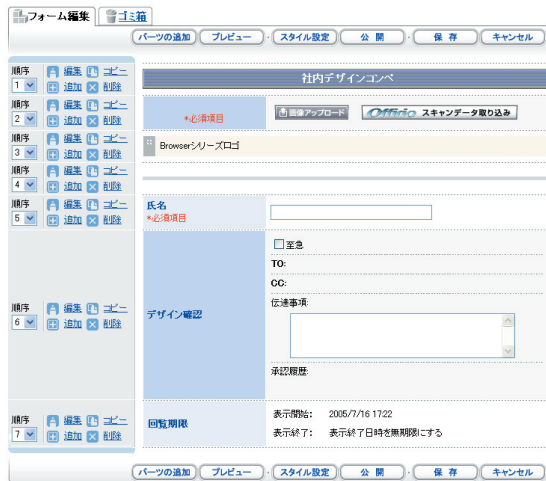 フォーム編集 ゴミ箱
パーツの追加 プレビュー スタイル設定 公 開 保 存 キャンセル
順序 編集 コピー
1 追加 削除
社内デザインコンペ
順序 編集 コピー
2 追加 削除
*必須項目 画像アップロード Offirio スキャンデータ取り込み
順序 編集 コピー
3 追加 削除
Browserシリーズロゴ
順序 編集 コピー
4 追加 削除
順序 編集 コピー
5 追加 削除
氏名
*必須項目
順序 編集 コピー
6 追加 削除
デザイン確認
至急
TO:
CC:
伝達事項:
承認履歴:
順序 編集 コピー
7 追加 削除
回覧期限
表示開始: 2005/7/16 17:22
表示終了: 表示終了日時を無期限にする
パーツの追加 プレビュー スタイル設定 公 開 保 存 キャンセル